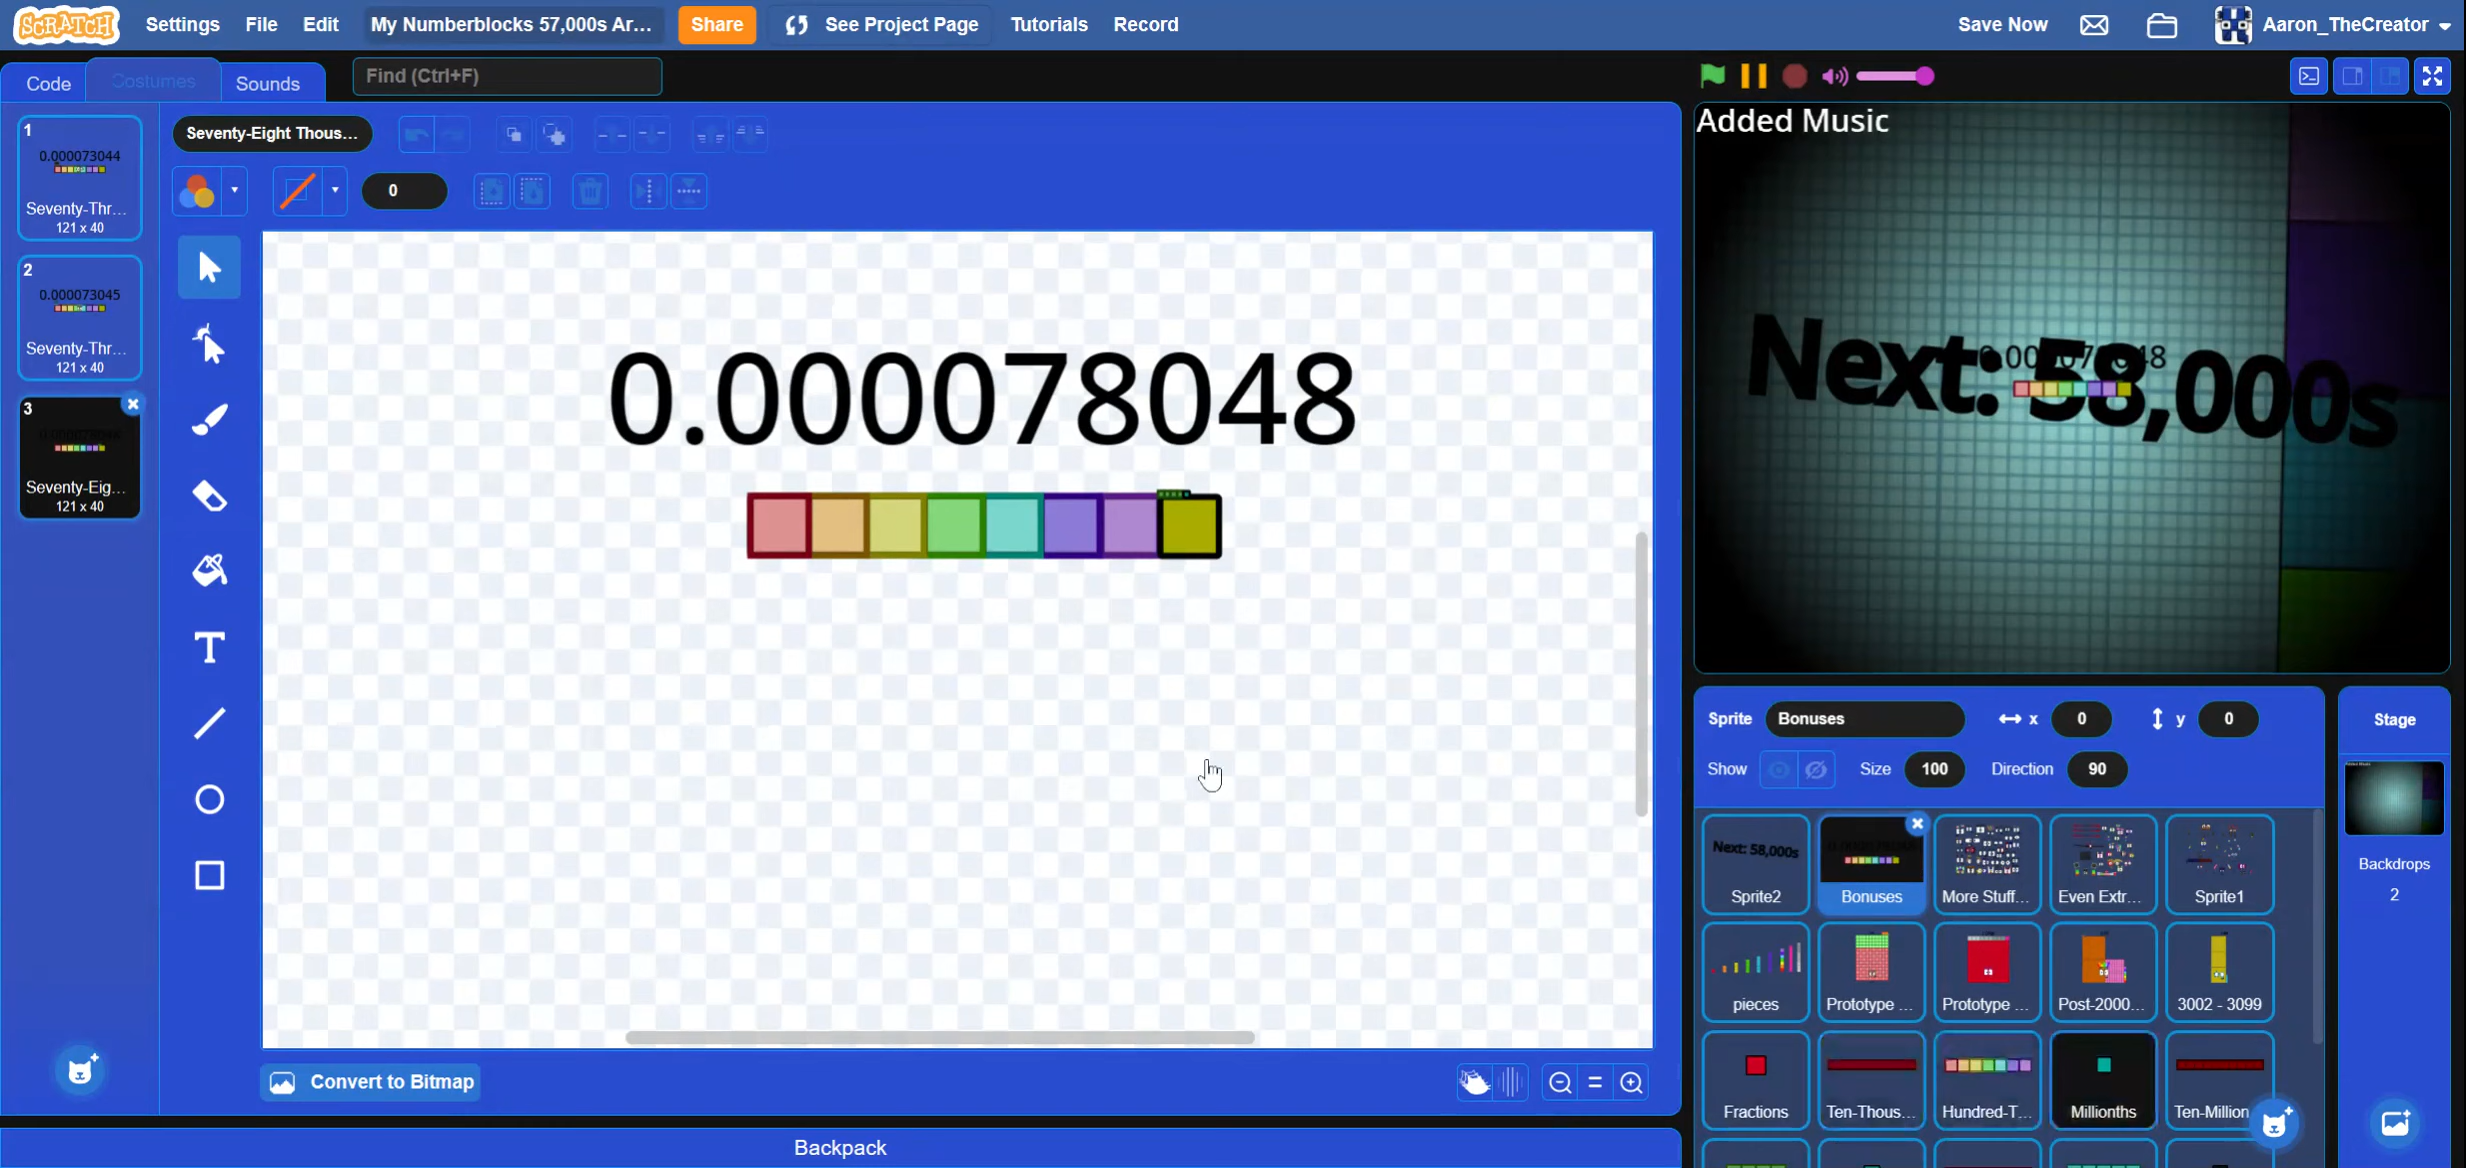 SCRATCH
Settings File Edit My Numberblocks 57,000s Ar... Share See Project Page Tutorials Record Save Now Aaron_TheCreator
Code Costumes Sounds Find (Ctrl+F)
1
0.000073044
Seventy-Thr...
121 x 40
2
0.000073045
Seventy-Thr...
121 x 40
3
0.000078048
Seventy-Eig...
121 x 40
Seventy-Eight Thous...
0
0.000078048
Convert to Bitmap
Backpack
Added Music
Next: 58,000s
0.000078048
Sprite Bonuses x 0 y 0
Show Size 100 Direction 90
Stage
Backdrops
2
Next: 58,000s
Sprite2
Bonuses
More Stuff...
Even Extr...
Sprite1
pieces
Prototype ...
Prototype ...
Post-2000...
3002 - 3099
Fractions
Ten-Thous...
Hundred-T...
Millionths
Ten-Million